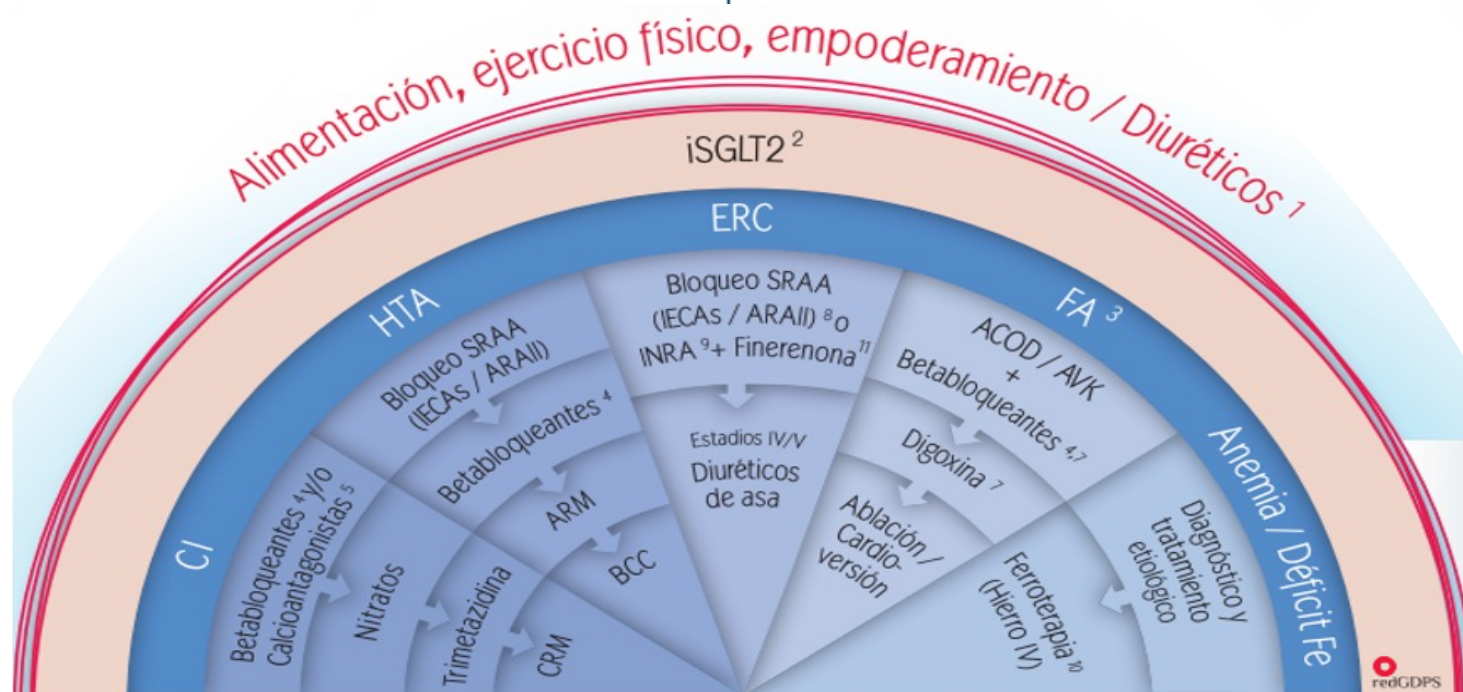 Alimentación, ejercicio físico, empoderamiento / Diuréticos 1
iSGLT2 2
ERC
HTA
FA 3
CI
Anemia / Déficit Fe
Betabloqueantes 4 y/o
Calcioantagonistas 5
Nitratos
Trimetazidina
CRM
Bloqueo SRAA
(IECAs / ARAII)
Betabloqueantes 4
ARM
BCC
Bloqueo SRAA
(IECAs / ARAII) 8 o
INRA 9 + Finerenona 11
Estadios IV/V
Diuréticos
de asa
ACOD / AVK
+
Betabloqueantes 4,7
Digoxina 7
Ablación /
Cardio-
versión
Diagnóstico y
tratamiento
etiológico
Ferroterapia 10
(Hierro IV)
redGDPS